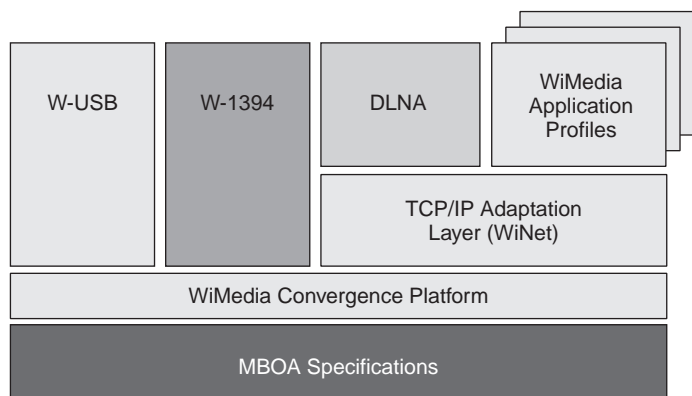 W-USB
W-1394
DLNA
WiMedia
Application
Profiles
TCP/IP Adaptation
Layer (WiNet)
WiMedia Convergence Platform
MBOA Specifications